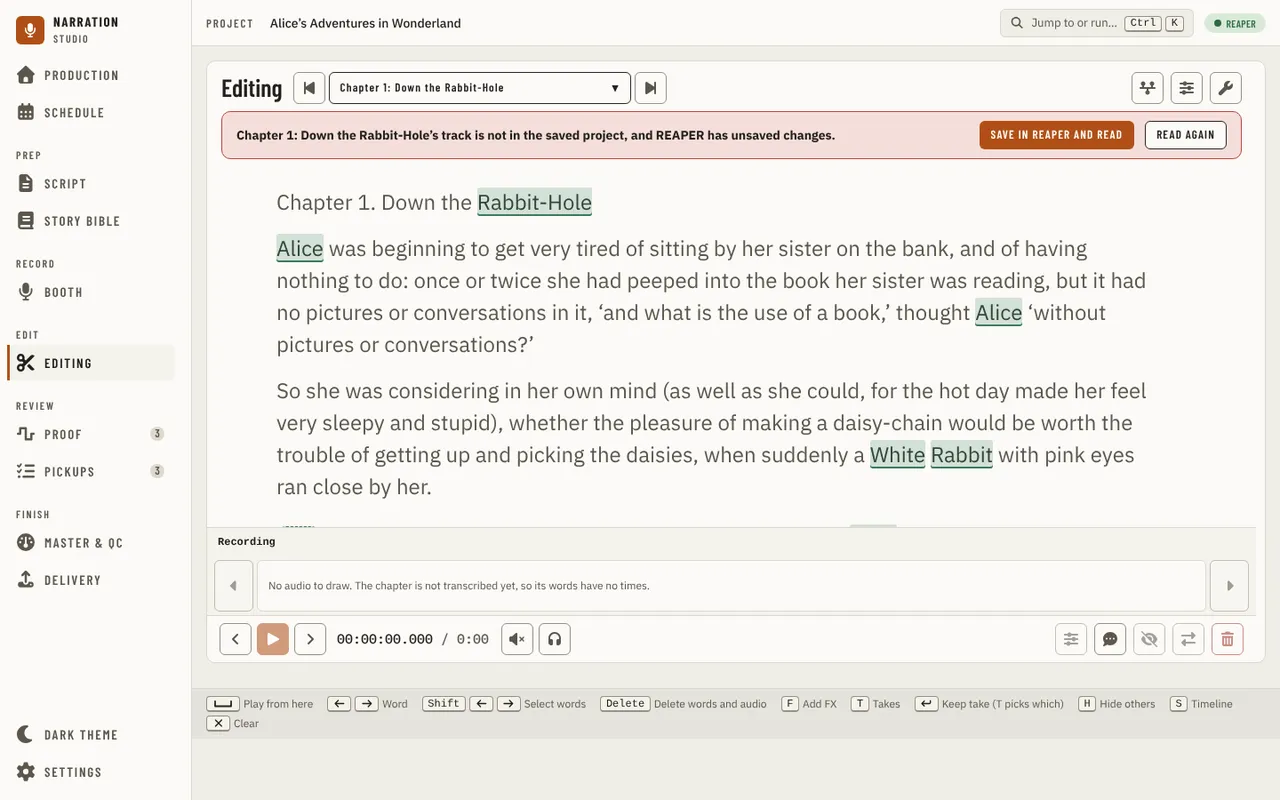 NARRATION
STUDIO
PRODUCTION
SCHEDULE
PREP
SCRIPT
STORY BIBLE
RECORD
BOOTH
EDIT
EDITING
REVIEW
PROOF 3
PICKUPS 3
FINISH
MASTER & QC
DELIVERY
DARK THEME
SETTINGS
PROJECT Alice’s Adventures in Wonderland
Jump to or run... Ctrl K
REAPER
Editing
Chapter 1: Down the Rabbit-Hole
Chapter 1: Down the Rabbit-Hole’s track is not in the saved project, and REAPER has unsaved changes.
SAVE IN REAPER AND READ
READ AGAIN
Chapter 1. Down the Rabbit-Hole
Alice was beginning to get very tired of sitting by her sister on the bank, and of having
nothing to do: once or twice she had peeped into the book her sister was reading, but it had
no pictures or conversations in it, ‘and what is the use of a book,’ thought Alice ‘without
pictures or conversations?’
So she was considering in her own mind (as well as she could, for the hot day made her feel
very sleepy and stupid), whether the pleasure of making a daisy-chain would be worth the
trouble of getting up and picking the daisies, when suddenly a White Rabbit with pink eyes
ran close by her.
Recording
No audio to draw. The chapter is not transcribed yet, so its words have no times.
00:00:00.000 / 0:00
Play from here Word Shift Select words Delete Delete words and audio F Add FX T Takes Keep take (T picks which) H Hide others S Timeline
Clear